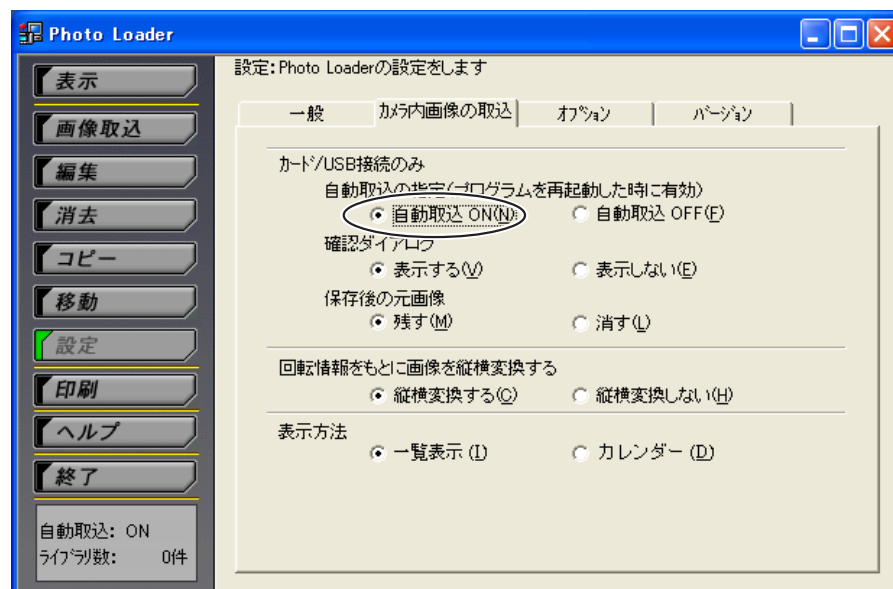 Photo Loader
表示
画像取込
編集
消去
コピー
移動
設定
印刷
ヘルプ
終了
自動取込: ON
ライブラリ数: 0件
設定:Photo Loaderの設定をします
一般 カメラ内画像の取込 オプション バージョン
カード/USB接続のみ
自動取込の指定(プログラムを再起動した時に有効)
自動取込 ON(N) 自動取込 OFF(F)
確認ダイアログ
表示する(V) 表示しない(E)
保存後の元画像
残す(M) 消す(L)
回転情報をもとに画像を縦横変換する
縦横変換する(C) 縦横変換しない(H)
表示方法
一覧表示 (I) カレンダー (D)